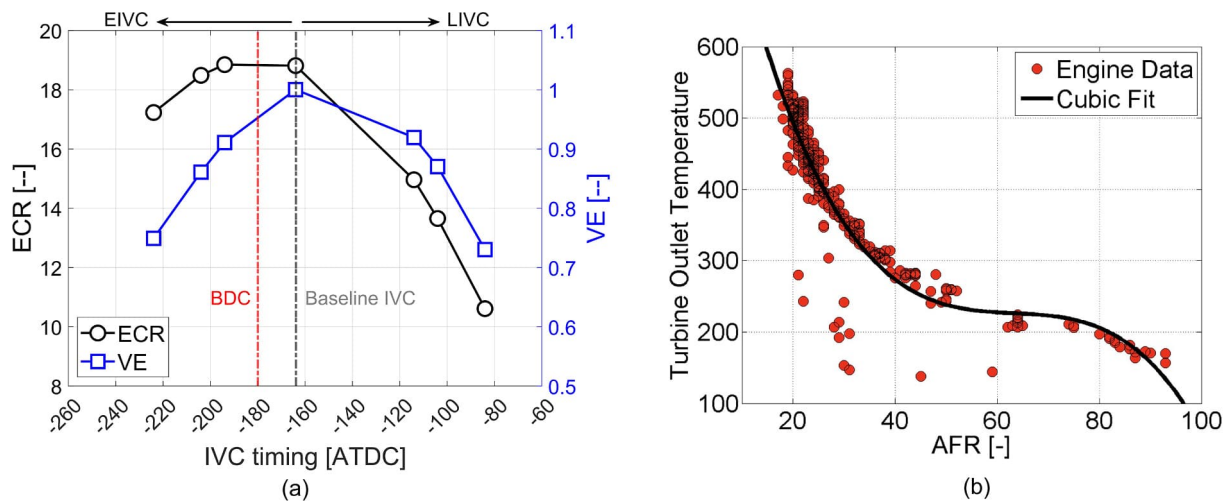 EIVC
LIVC
20
18
16
14
12
10
8
ECR [--]
1.1
1
0.9
0.8
0.7
0.6
0.5
VE [--]
BDC
Baseline IVC
ECR
VE
-260
-240
-220
-200
-180
-160
-140
-120
-100
-80
-60
IVC timing [ATDC]
(a)
600
500
400
300
200
100
Turbine Outlet Temperature
Engine Data
Cubic Fit
20
40
60
80
100
AFR [-]
(b)